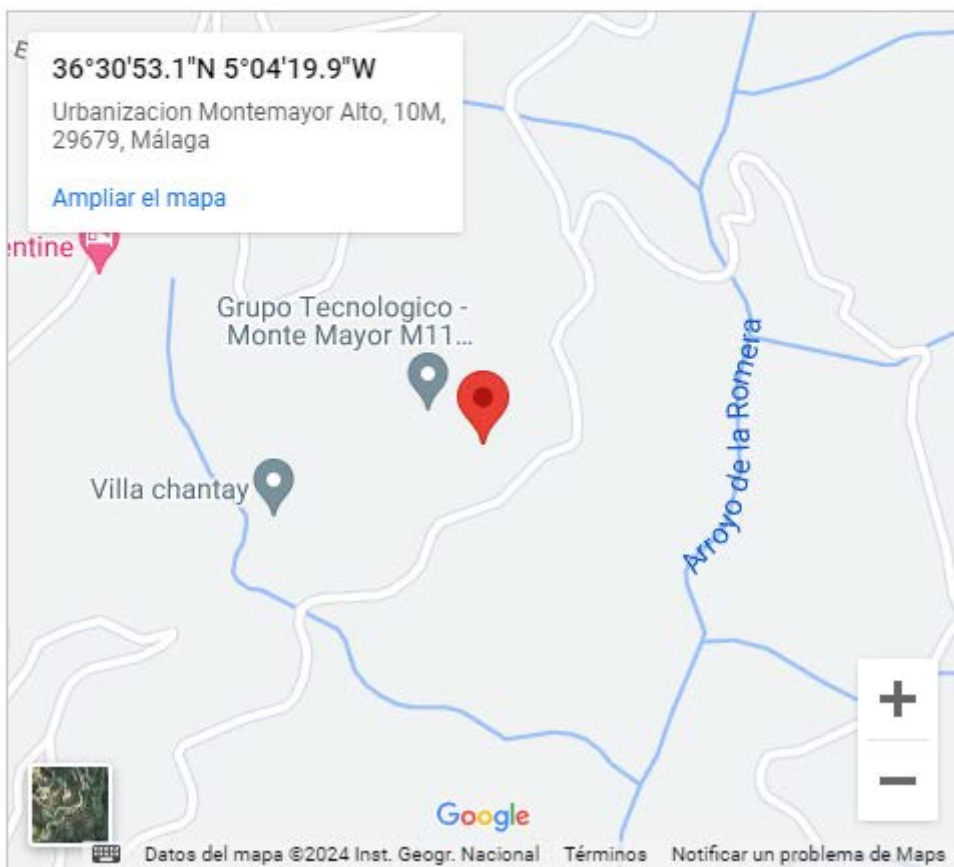 36°30'53.1"N 5°04'19.9"W
Urbanizacion Montemayor Alto, 10M,
29679, Málaga
Ampliar el mapa
entine
Grupo Tecnologico -
Monte Mayor M11...
Villa chantay
Arroyo de la Romera
+
−
Google
Datos del mapa ©2024 Inst. Geogr. Nacional Términos Notificar un problema de Maps